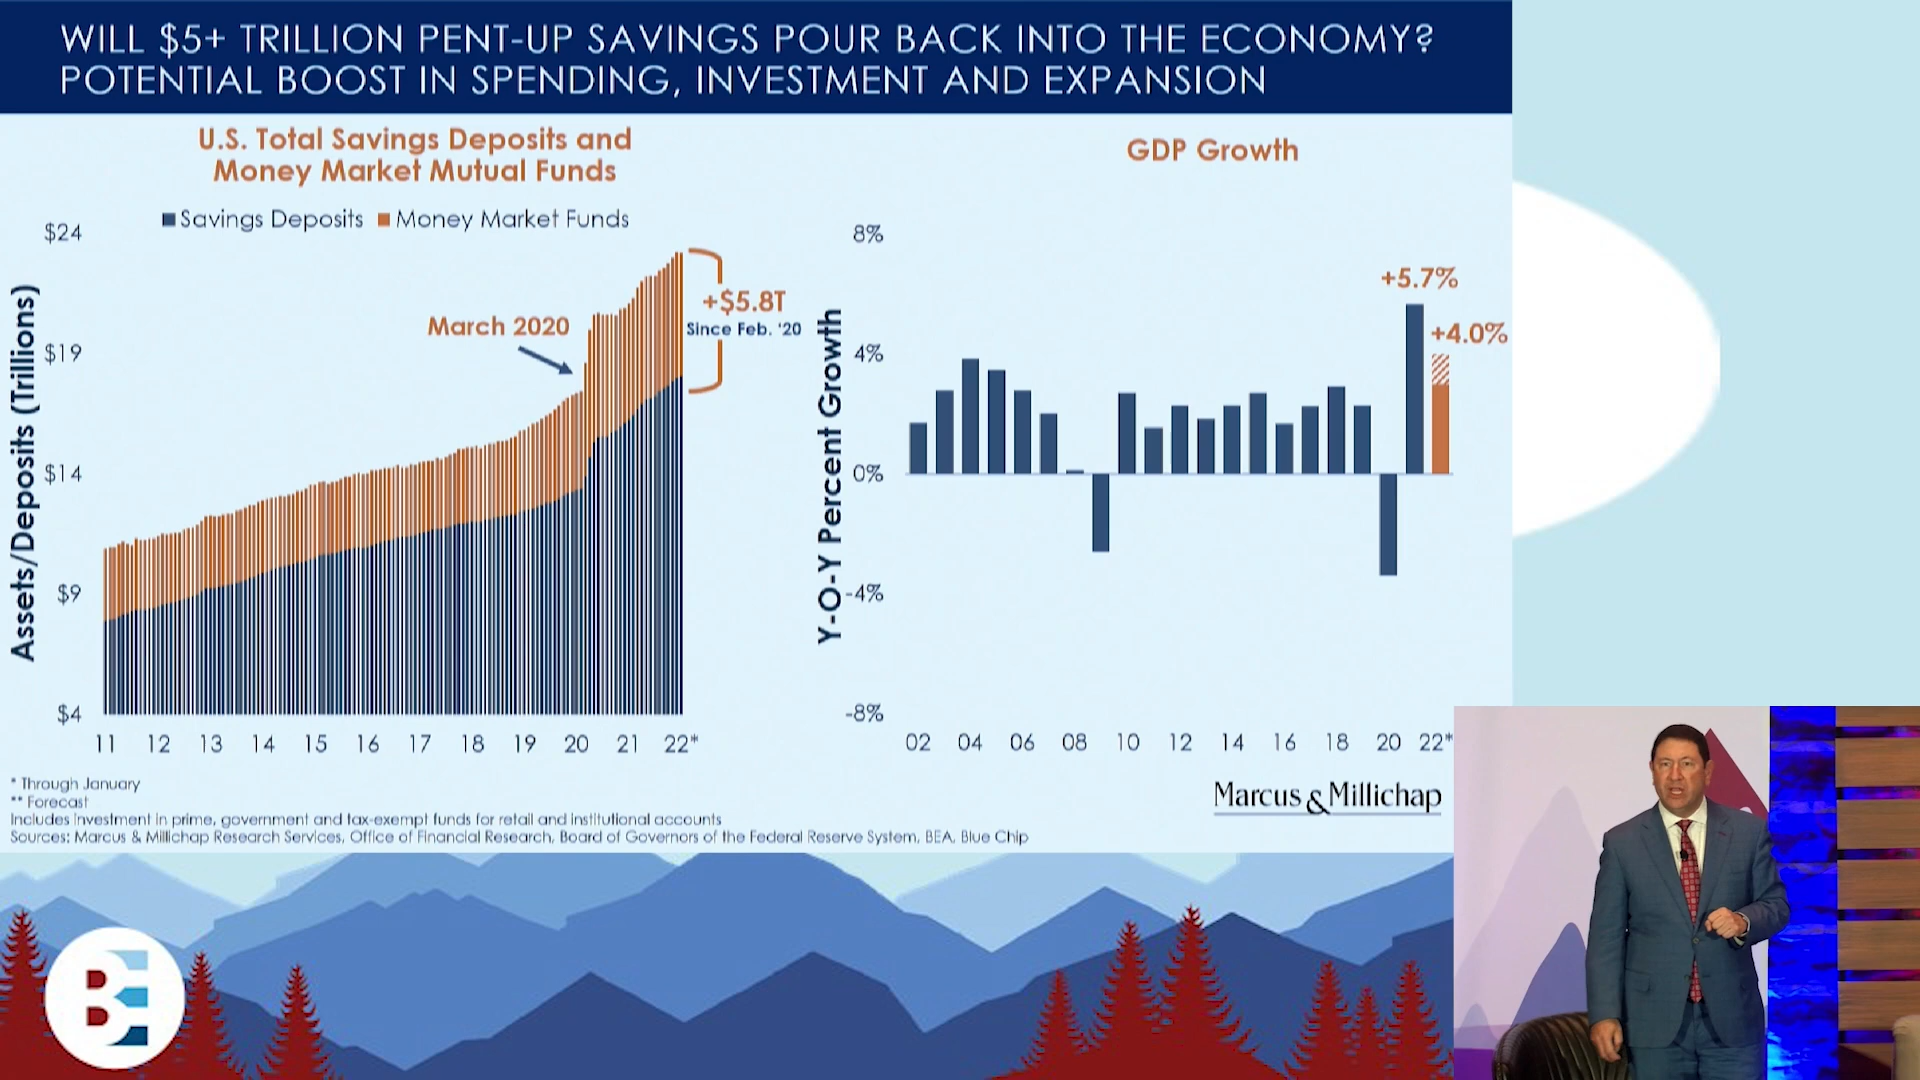 WILL $5+ TRILLION PENT-UP SAVINGS POUR BACK INTO THE ECONOMY?
POTENTIAL BOOST IN SPENDING, INVESTMENT AND EXPANSION
U.S. Total Savings Deposits and
Money Market Mutual Funds
Savings Deposits Money Market Funds
Assets/Deposits (Trillions)
$24
$19
$14
$9
$4
March 2020
+$5.8T
Since Feb. '20
11 12 13 14 15 16 17 18 19 20 21 22*
GDP Growth
Y-O-Y Percent Growth
8%
4%
0%
-4%
-8%
+5.7%
+4.0%
02 04 06 08 10 12 14 16 18 20 22*
* Through January
** Forecast
Includes investment in prime, government and tax-exempt funds for retail and institutional accounts
Sources: Marcus & Millichap Research Services, Office of Financial Research, Board of Governors of the Federal Reserve System, BEA, Blue Chip
Marcus & Millichap
BE